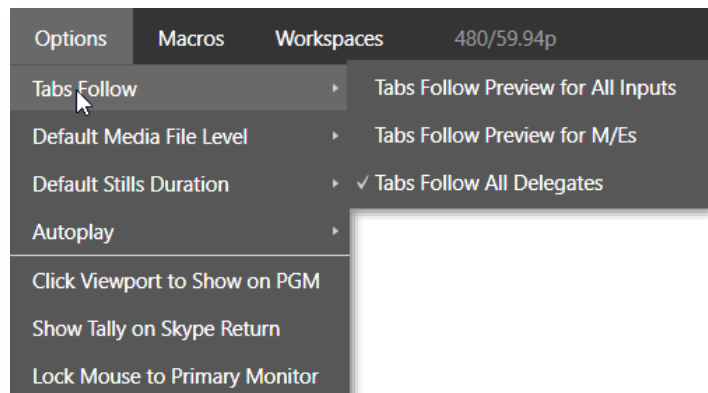 Options Macros Workspaces 480/59.94p
Tabs Follow
Tabs Follow Preview for All Inputs
Default Media File Level
Tabs Follow Preview for M/Es
Default Stills Duration
✓ Tabs Follow All Delegates
Autoplay
Click Viewport to Show on PGM
Show Tally on Skype Return
Lock Mouse to Primary Monitor